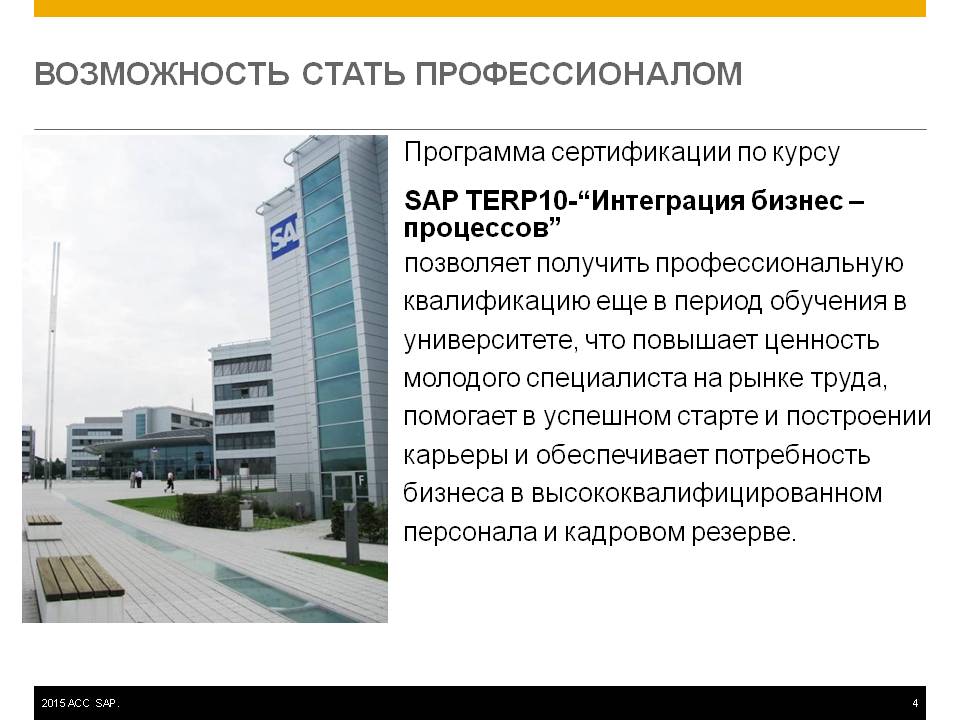 ВОЗМОЖНОСТЬ СТАТЬ ПРОФЕССИОНАЛОМ
SA
F
Программа сертификации по курсу
SAP TERP10-“Интеграция бизнес –
процессов”
позволяет получить профессиональную
квалификацию еще в период обучения в
университете, что повышает ценность
молодого специалиста на рынке труда,
помогает в успешном старте и построении
карьеры и обеспечивает потребность
бизнеса в высококвалифицированном
персонала и кадровом резерве.
2015 ACC SAP.
4